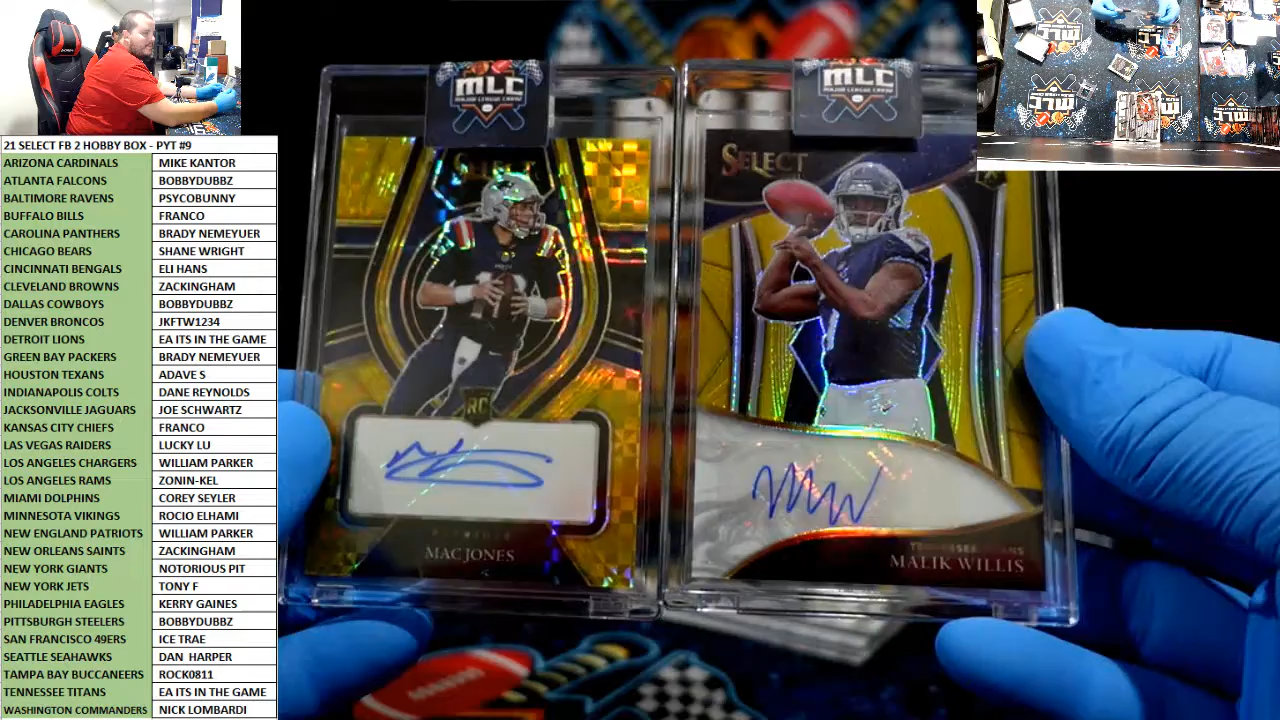 21 SELECT FB 2 HOBBY BOX - PYT #9
ARIZONA CARDINALS MIKE KANTOR
ATLANTA FALCONS BOBBYDUBBZ
BALTIMORE RAVENS PSYCOBUNNY
BUFFALO BILLS FRANCO
CAROLINA PANTHERS BRADY NEMEYUER
CHICAGO BEARS SHANE WRIGHT
CINCINNATI BENGALS ELI HANS
CLEVELAND BROWNS ZACKINGHAM
DALLAS COWBOYS BOBBYDUBBZ
DENVER BRONCOS JKFTW1234
DETROIT LIONS EA ITS IN THE GAME
GREEN BAY PACKERS BRADY NEMEYUER
HOUSTON TEXANS ADAVE S
INDIANAPOLIS COLTS DANE REYNOLDS
JACKSONVILLE JAGUARS JOE SCHWARTZ
KANSAS CITY CHIEFS FRANCO
LAS VEGAS RAIDERS LUCKY LU
LOS ANGELES CHARGERS WILLIAM PARKER
LOS ANGELES RAMS ZONIN-KEL
MIAMI DOLPHINS COREY SEYLER
MINNESOTA VIKINGS ROCIO ELHAMI
NEW ENGLAND PATRIOTS WILLIAM PARKER
NEW ORLEANS SAINTS ZACKINGHAM
NEW YORK GIANTS NOTORIOUS PIT
NEW YORK JETS TONY F
PHILADELPHIA EAGLES KERRY GAINES
PITTSBURGH STEELERS BOBBYDUBBZ
SAN FRANCISCO 49ERS ICE TRAE
SEATTLE SEAHAWKS DAN HARPER
TAMPA BAY BUCCANEERS ROCK0811
TENNESSEE TITANS EA ITS IN THE GAME
WASHINGTON COMMANDERS NICK LOMBARDI
MLC
SELECT
RC
MAC JONES
MLC
SELECT
MALIK WILLIS
MLC
MLC
MLC